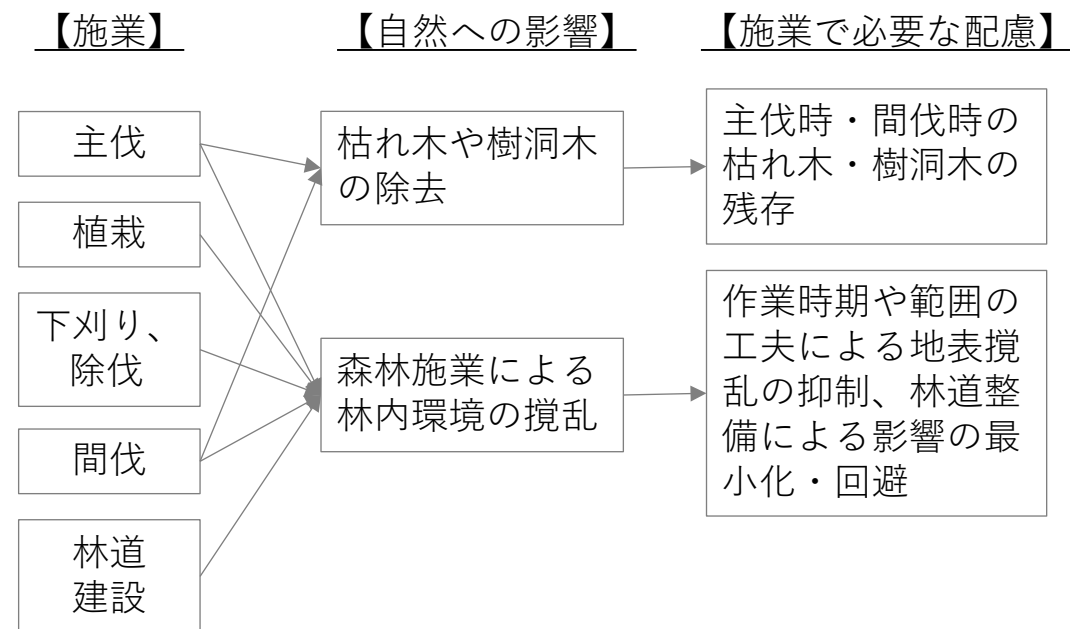 【施業】
【自然への影響】
【施業で必要な配慮】
主伐
植栽
下刈り、
除伐
間伐
林道
建設
枯れ木や樹洞木
の除去
森林施業による
林内環境の撹乱
主伐時・間伐時の
枯れ木・樹洞木の
残存
作業時期や範囲の
工夫による地表撹
乱の抑制、林道整
備による影響の最
小化・回避